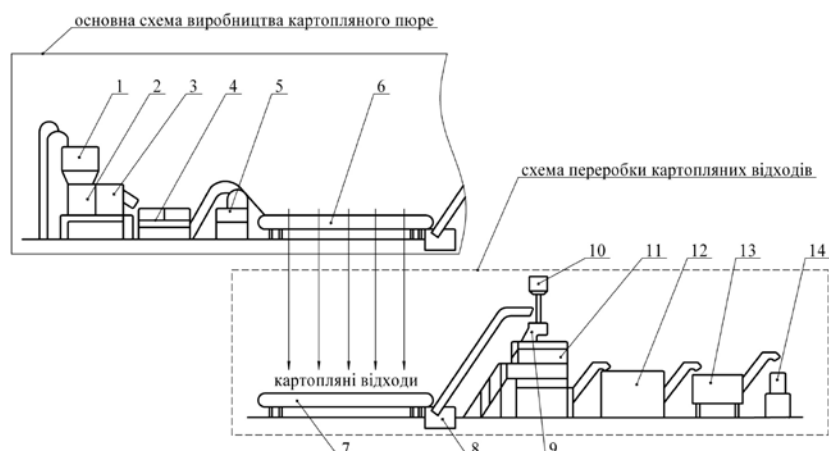 основна схема виробництва картопляного пюре
1 2 3 4 5 6
схема переробки картопляних відходів
10 11 12 13 14
картопляні відходи
7 8 9